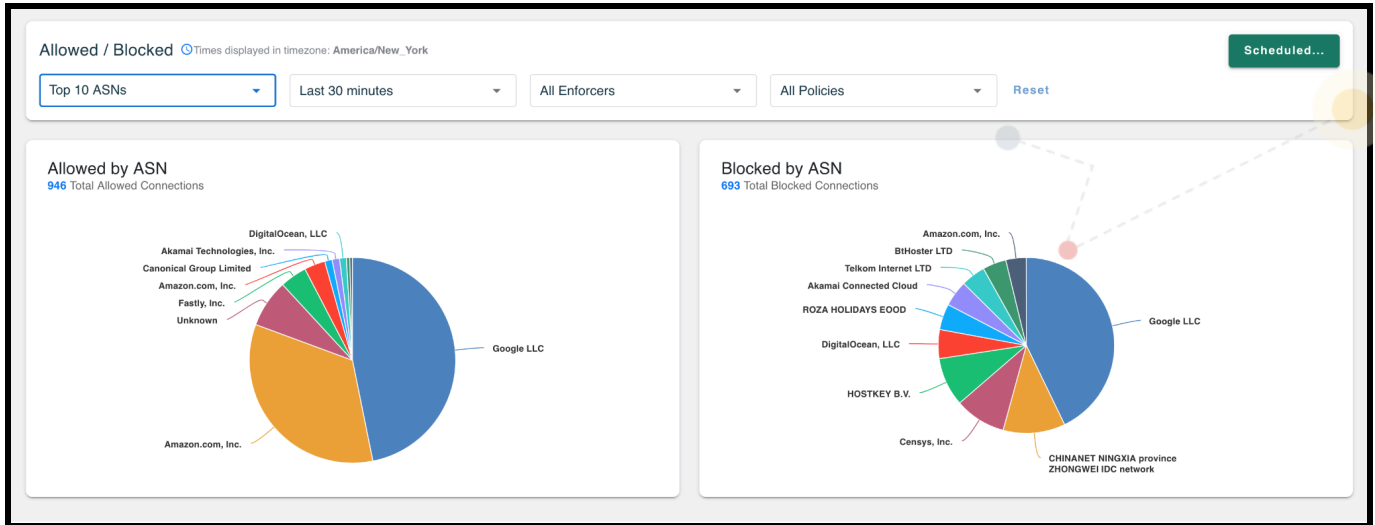 Allowed / Blocked Times displayed in timezone: America/New_York
Scheduled...
Top 10 ASNs
Last 30 minutes
All Enforcers
All Policies
Reset
Allowed by ASN
946 Total Allowed Connections
DigitalOcean, LLC
Akamai Technologies, Inc.
Canonical Group Limited
Amazon.com, Inc.
Fastly, Inc.
Unknown
Google LLC
Amazon.com, Inc.
Blocked by ASN
693 Total Blocked Connections
Amazon.com, Inc.
BtHoster LTD
Telkom Internet LTD
Akamai Connected Cloud
ROZA HOLIDAYS EOOD
Google LLC
DigitalOcean, LLC
HOSTKEY B.V.
Censys, Inc.
CHINANET NINGXIA province
ZHONGWEI IDC network